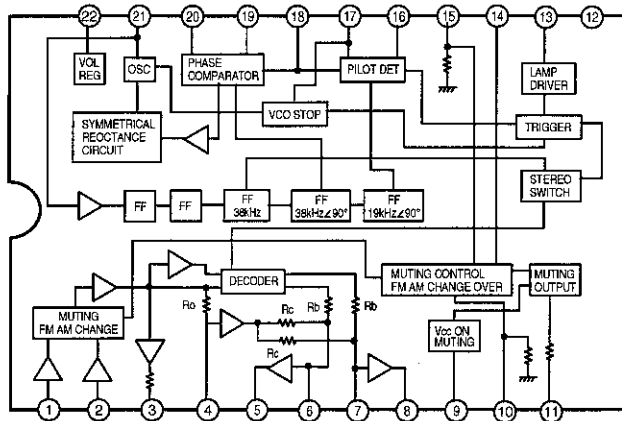 22 21 20 19 18 17 16 15 14 13 12
VOL
REG
OSC
PHASE
COMPARATOR
PILOT DET
LAMP
DRIVER
VCO STOP
TRIGGER
SYMMETRICAL
REOCTANCE
CIRCUIT
STEREO
SWITCH
FF
FF
FF
38kHz
FF
38kHz∠90°
FF
19kHz∠90°
DECODER
MUTING
FM AM CHANGE
Ro
Rc
Rb
Rb
Rc
MUTING CONTROL
FM AM CHANGE OVER
MUTING
OUTPUT
Vcc ON
MUTING
1 2 3 4 5 6 7 8 9 10 11